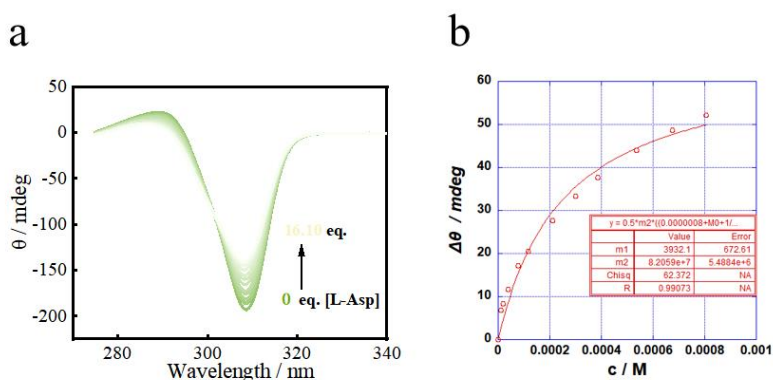 a
b
50
0
-50
-100
-150
-200
θ / mdeg
16.16 eq.
0 eq. [L-Asp]
280 300 320 340
Wavelength / nm
60
50
40
30
20
10
0
Δθ / mdeg
y = 0.5*m2*((0.0000008+M0+1/...
Value Error
m1 3932.1 672.61
m2 8.2059e+7 5.4884e+6
Chisq 62.372 NA
R 0.99073 NA
0 0.0002 0.0004 0.0006 0.0008 0.001
c / M